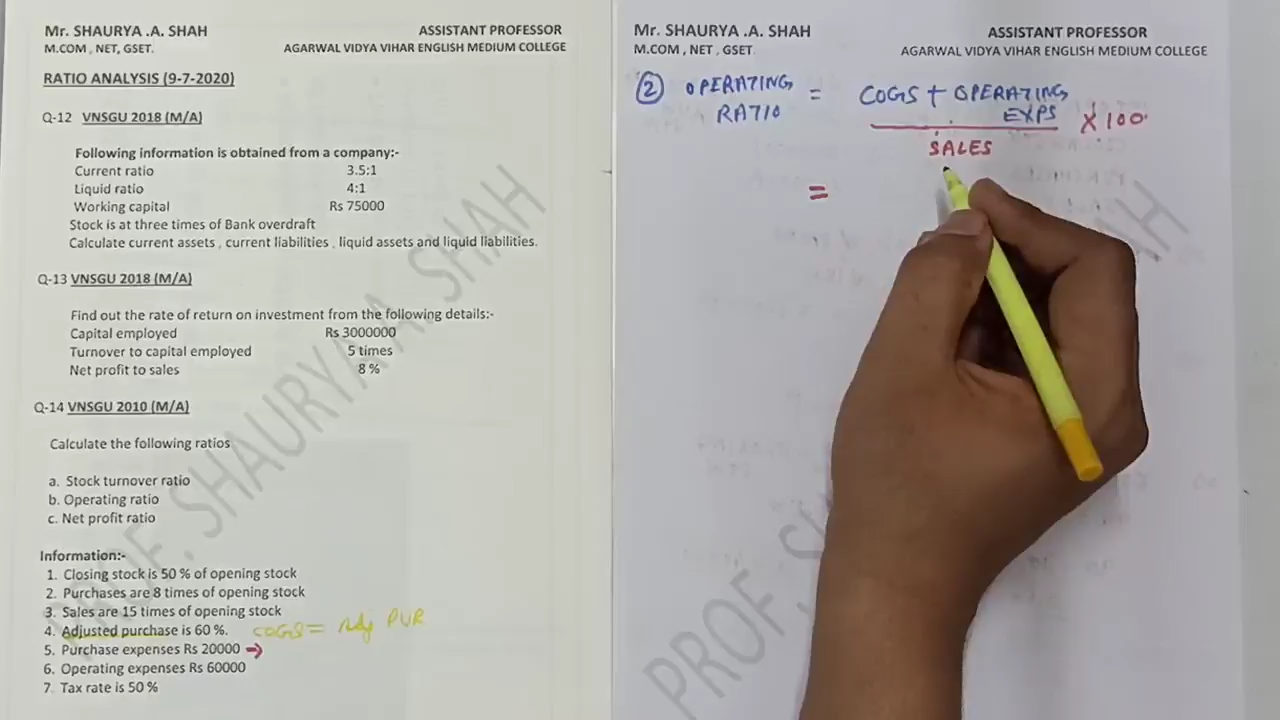 Mr. SHAURYA .A. SHAH ASSISTANT PROFESSOR
M.COM , NET, GSET. AGARWAL VIDYA VIHAR ENGLISH MEDIUM COLLEGE
RATIO ANALYSIS (9-7-2020)
Q-12 VNSGU 2018 (M/A)
Following information is obtained from a company:-
Current ratio 3.5:1
Liquid ratio 4:1
Working capital Rs 75000
Stock is at three times of Bank overdraft
Calculate current assets , current liabilities , liquid assets and liquid liabilities.
Q-13 VNSGU 2018 (M/A)
Find out the rate of return on investment from the following details:-
Capital employed Rs 3000000
Turnover to capital employed 5 times
Net profit to sales 8 %
Q-14 VNSGU 2010 (M/A)
Calculate the following ratios
a. Stock turnover ratio
b. Operating ratio
c. Net profit ratio
Information:-
1. Closing stock is 50 % of opening stock
2. Purchases are 8 times of opening stock
3. Sales are 15 times of opening stock
4. Adjusted purchase is 60 %. COGS = Adj PUR
5. Purchase expenses Rs 20000 →
6. Operating expenses Rs 60000
7. Tax rate is 50 %
PROF. SHAURYA A. SHAH
Mr. SHAURYA .A. SHAH ASSISTANT PROFESSOR
M.COM , NET , GSET. AGARWAL VIDYA VIHAR ENGLISH MEDIUM COLLEGE
② OPERATING RATIO = COGS + OPERATING EXPS X 100
SALES
=
PROF. SHAH